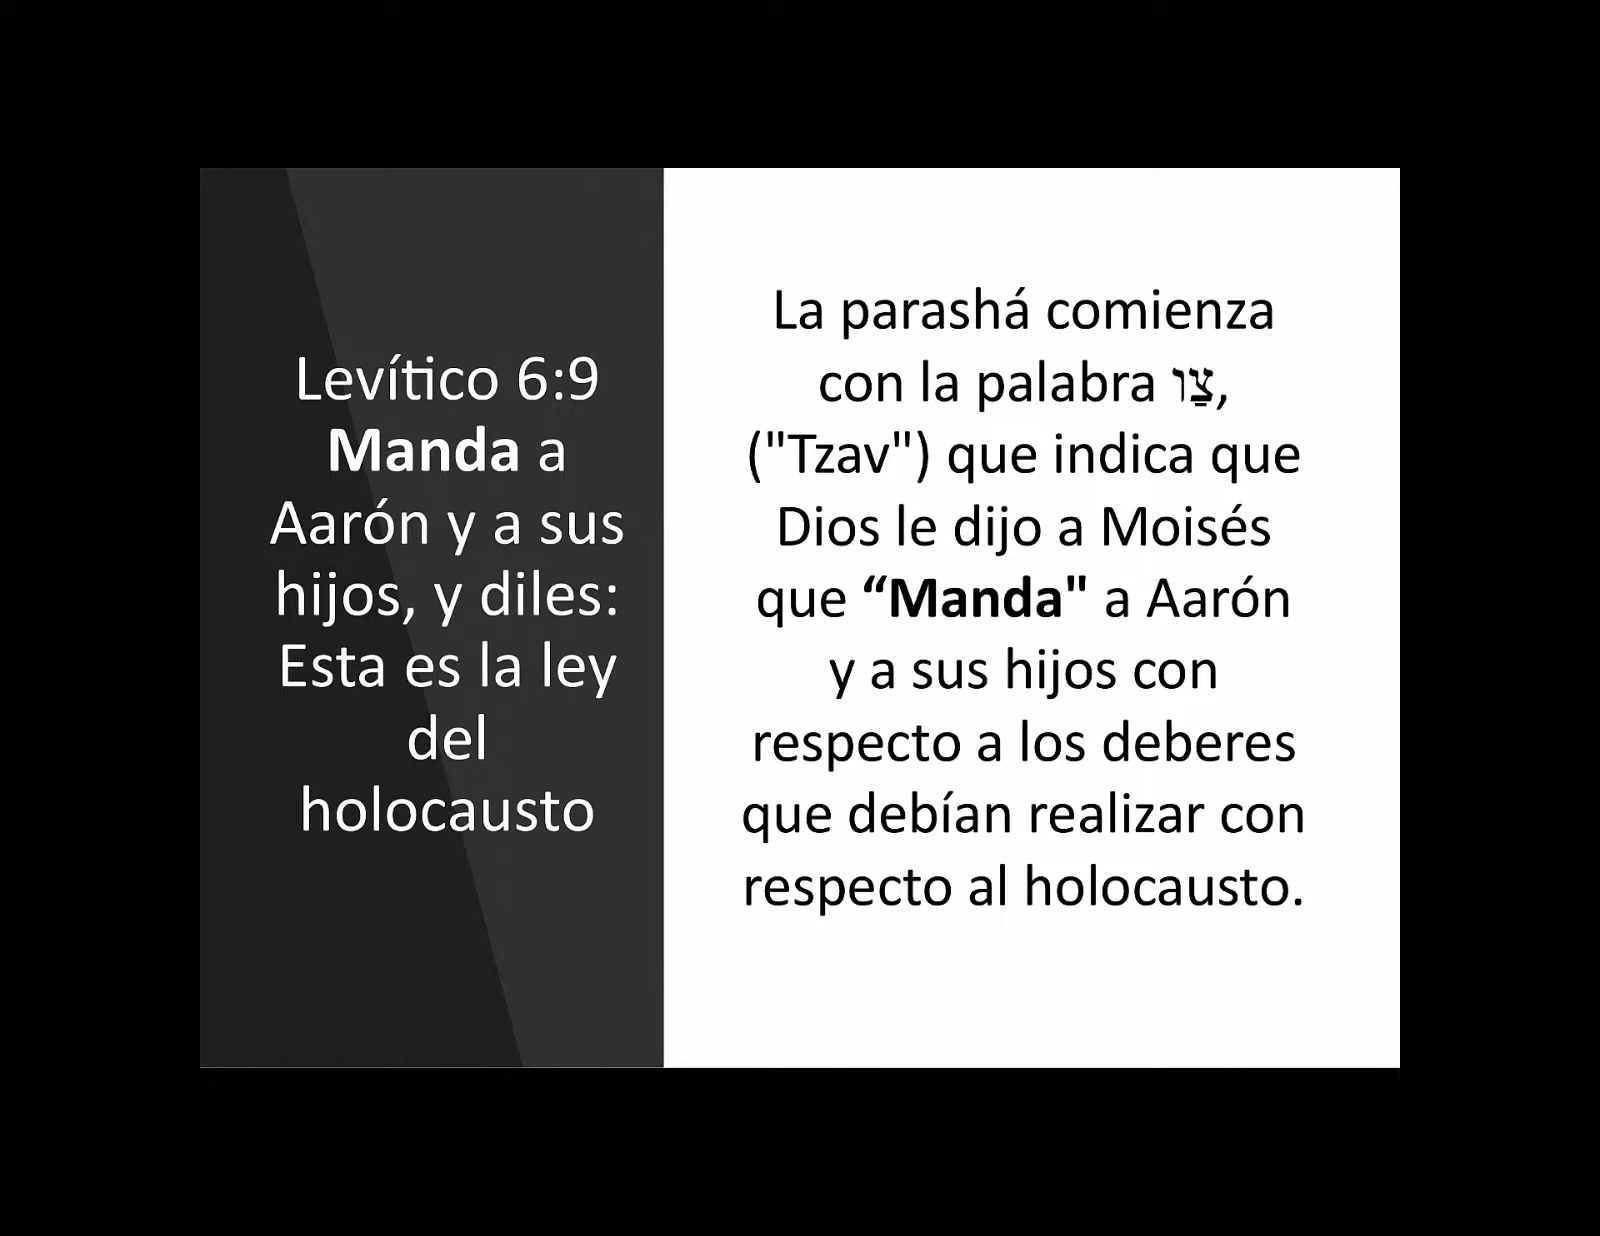 Levítico 6:9
Manda a
Aarón y a sus
hijos, y diles:
Esta es la ley
del
holocausto
La parashá comienza
con la palabra צַו,
("Tzav") que indica que
Dios le dijo a Moisés
que “Manda" a Aarón
y a sus hijos con
respecto a los deberes
que debían realizar con
respecto al holocausto.